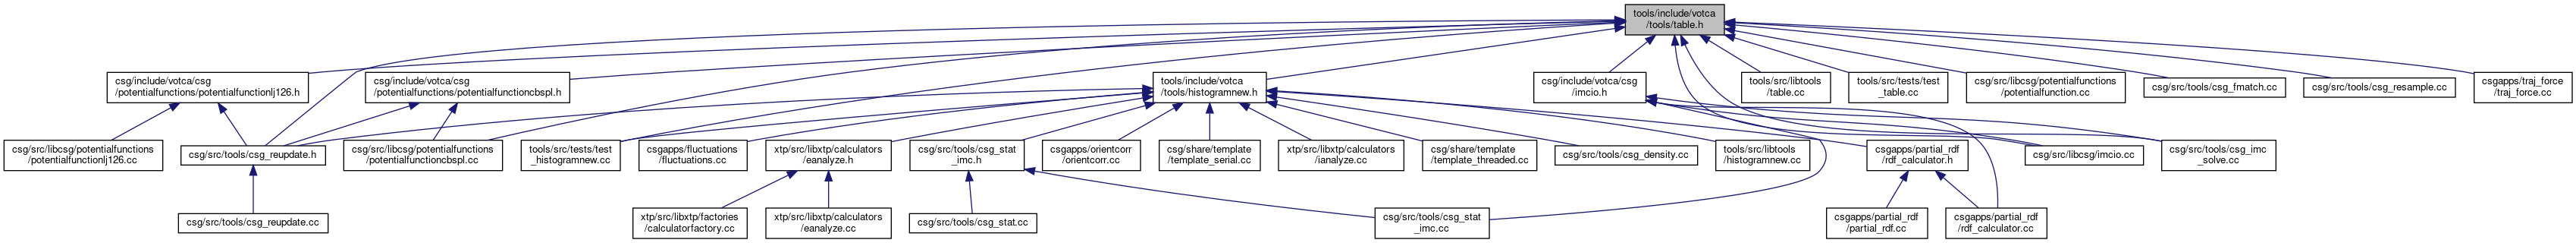 tools/include/votca
/tools/table.h
csg/include/votca/csg
/potentialfunctions/potentialfunctionlj126.h
csg/include/votca/csg
/potentialfunctions/potentialfunctioncbspl.h
tools/include/votca
/tools/histogramnew.h
csg/include/votca/csg
/imcio.h
tools/src/libtools
/table.cc
tools/src/tests/test
_table.cc
csg/src/libcsg/potentialfunctions
/potentialfunction.cc
csg/src/tools/csg_fmatch.cc
csg/src/tools/csg_resample.cc
csgapps/traj_force
/traj_force.cc
csg/src/libcsg/potentialfunctions
/potentialfunctionlj126.cc
csg/src/tools/csg_reupdate.h
csg/src/libcsg/potentialfunctions
/potentialfunctioncbspl.cc
tools/src/tests/test
_histogramnew.cc
csgapps/fluctuations
/fluctuations.cc
xtp/src/libxtp/calculators
/eanalyze.h
csg/src/tools/csg_stat
_imc.h
csgapps/orientcorr
/orientcorr.cc
csg/share/template
/template_serial.cc
xtp/src/libxtp/calculators
/ianalyze.cc
csg/share/template
/template_threaded.cc
csg/src/tools/csg_density.cc
tools/src/libtools
/histogramnew.cc
csgapps/partial_rdf
/rdf_calculator.h
csg/src/libcsg/imcio.cc
csg/src/tools/csg_imc
_solve.cc
csg/src/tools/csg_reupdate.cc
xtp/src/libxtp/factories
/calculatorfactory.cc
xtp/src/libxtp/calculators
/eanalyze.cc
csg/src/tools/csg_stat.cc
csg/src/tools/csg_stat
_imc.cc
csgapps/partial_rdf
/partial_rdf.cc
csgapps/partial_rdf
/rdf_calculator.cc